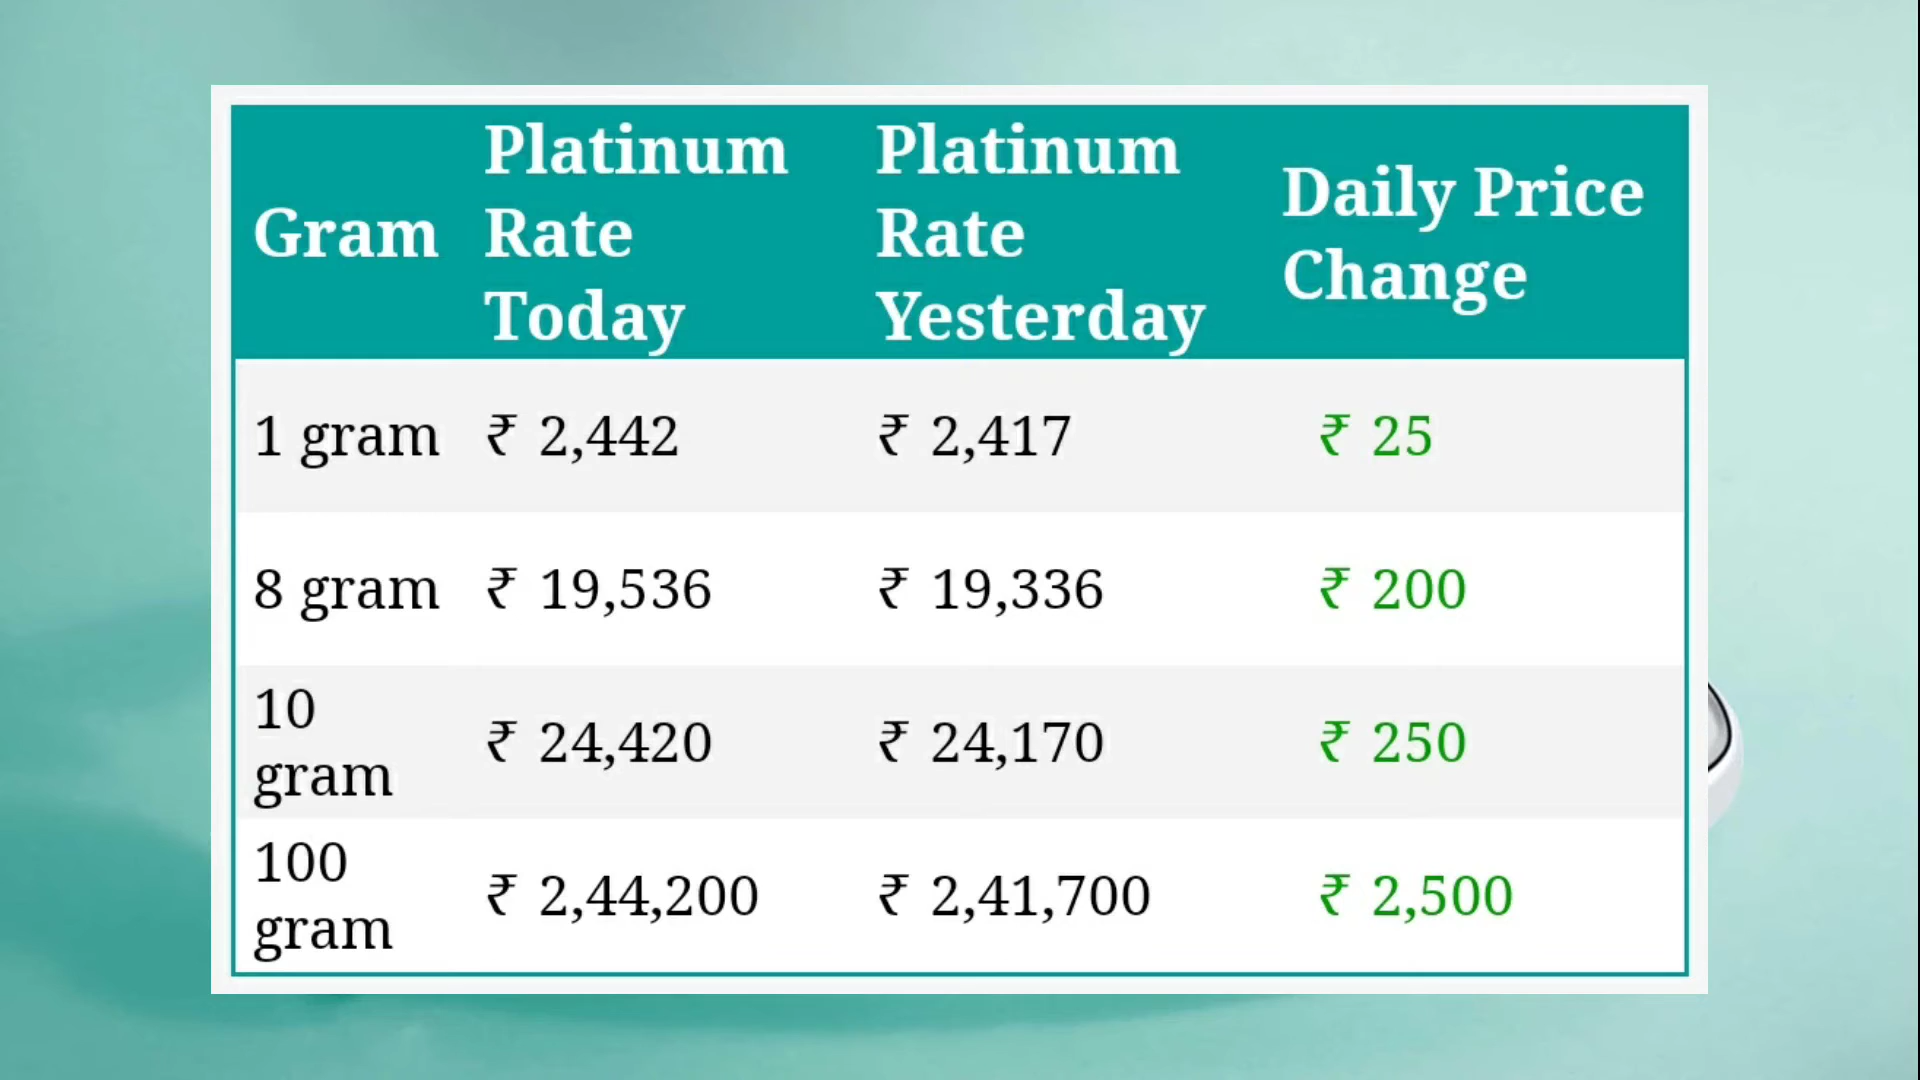 Gram
Platinum
Rate
Today
Platinum
Rate
Yesterday
Daily Price
Change
1 gram ₹ 2,442 ₹ 2,417 ₹ 25
8 gram ₹ 19,536 ₹ 19,336 ₹ 200
10
gram
₹ 24,420 ₹ 24,170 ₹ 250
100
gram
₹ 2,44,200 ₹ 2,41,700 ₹ 2,500